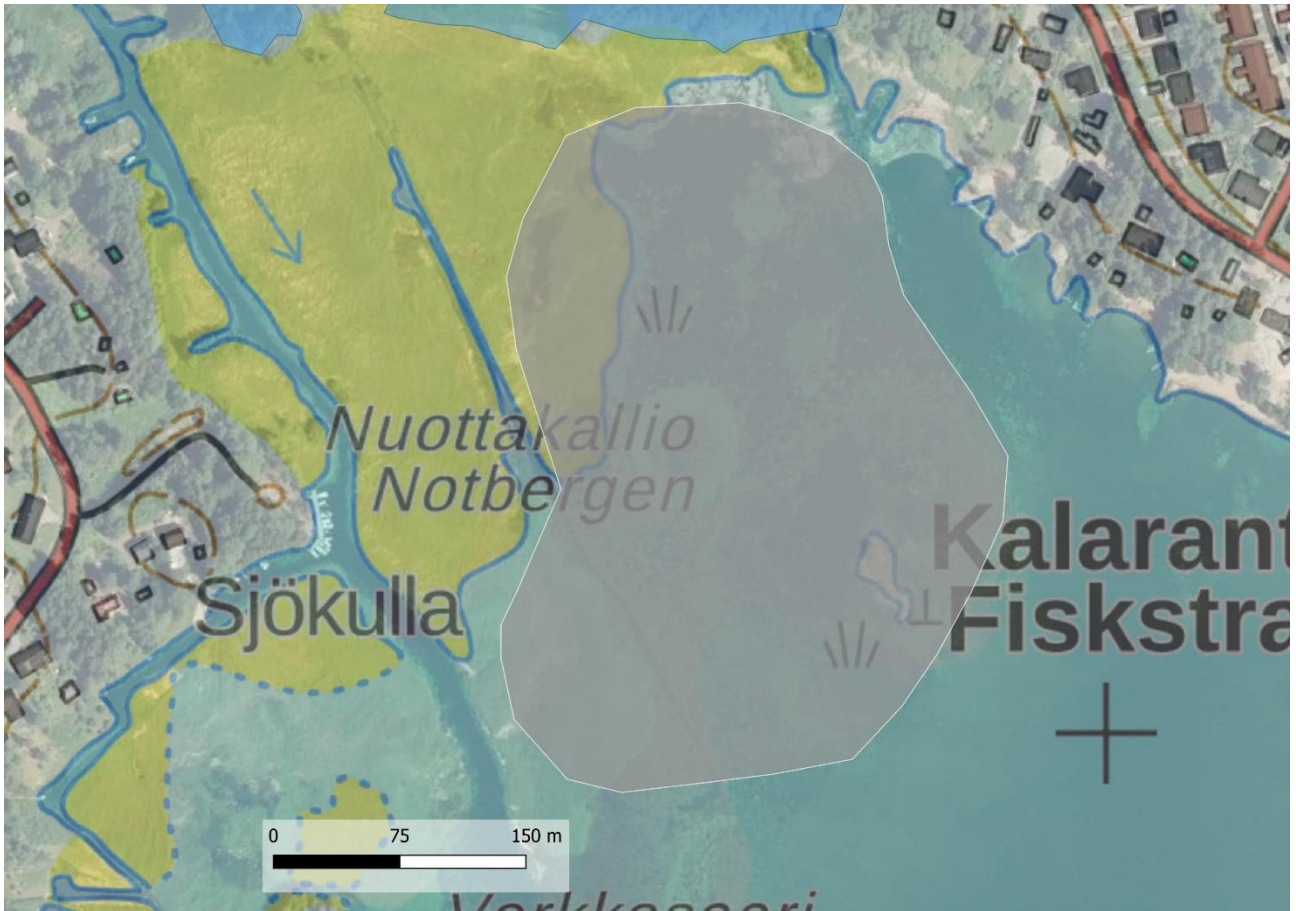 Nuottakallio
Notbergen
Kalarant
Fiskstra
Sjökulla
0 75 150 m